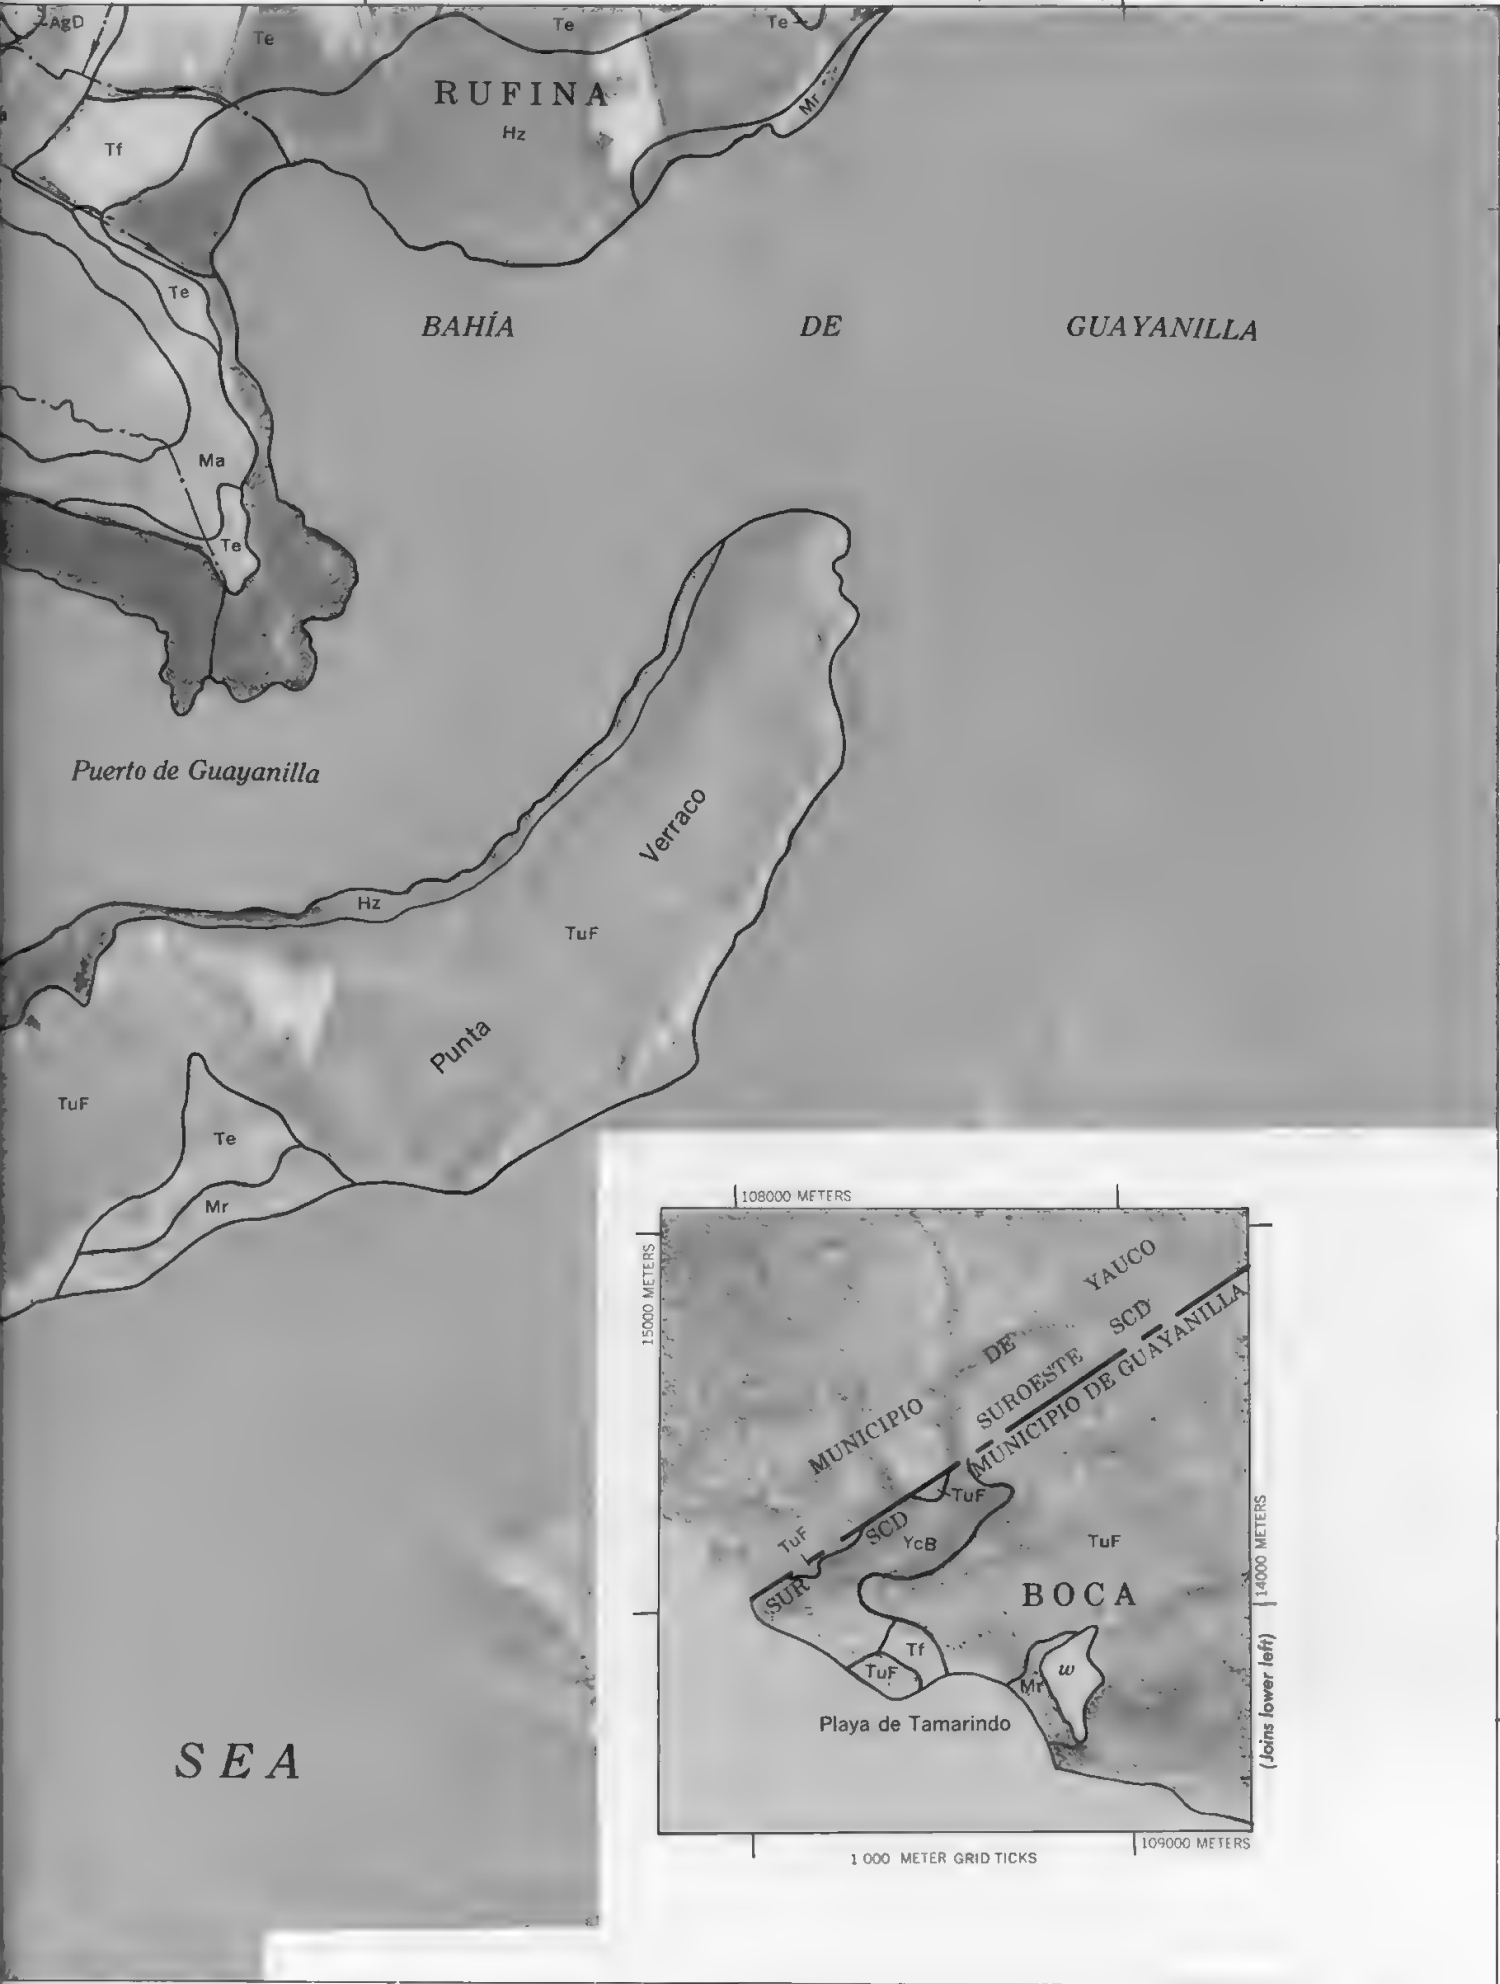 AgD
Te
Te
Te
RUFINA
Mr
Hz
Tf
Te
BAHÍA DE GUAYANILLA
Ma
Te
Puerto de Guayanilla
Verraco
Hz
TuF
Punta
TuF
Te
Mr
108000 METERS
15000 METERS
YAUCO
SCD
DE
SUROESTE
MUNICIPIO DE GUAYANILLA
MUNICIPIO
TuF
SCD
TuF
YcB
TuF
14000 METERS
SUR
BOCA
Tf
TuF
w
Mr
Playa de Tamarindo
(Joins lower left)
SEA
109000 METERS
1 000 METER GRID TICKS